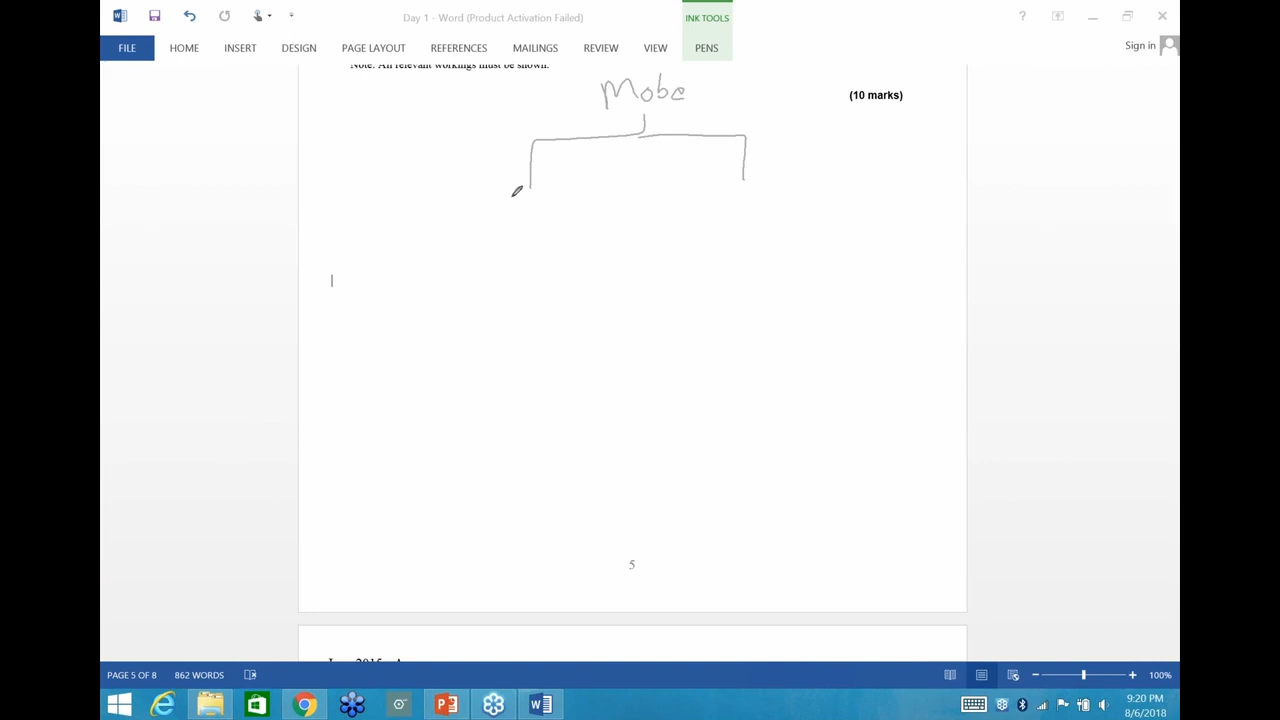 Day 1 - Word (Product Activation Failed)
INK TOOLS
?
FILE
HOME
INSERT
DESIGN
PAGE LAYOUT
REFERENCES
MAILINGS
REVIEW
VIEW
PENS
Sign in
Note: All relevant workings must be shown.
(10 marks)
Mobe
5
PAGE 5 OF 8
862 WORDS
100%
9:20 PM
8/6/2018